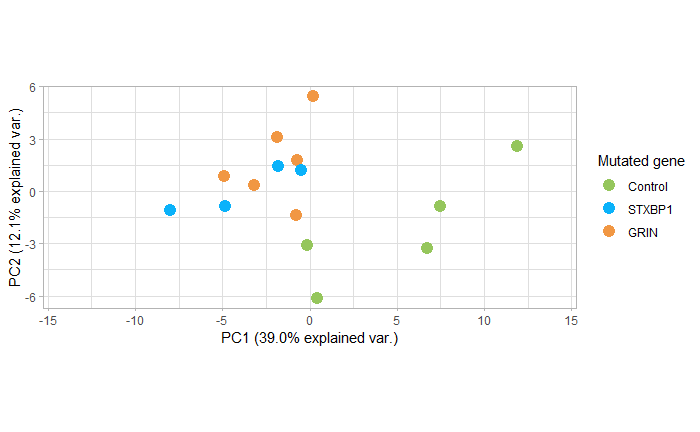 6
3
0
-3
-6
PC2 (12.1% explained var.)
-15
-10
-5
0
5
10
15
PC1 (39.0% explained var.)
Mutated gene
Control
STXBP1
GRIN